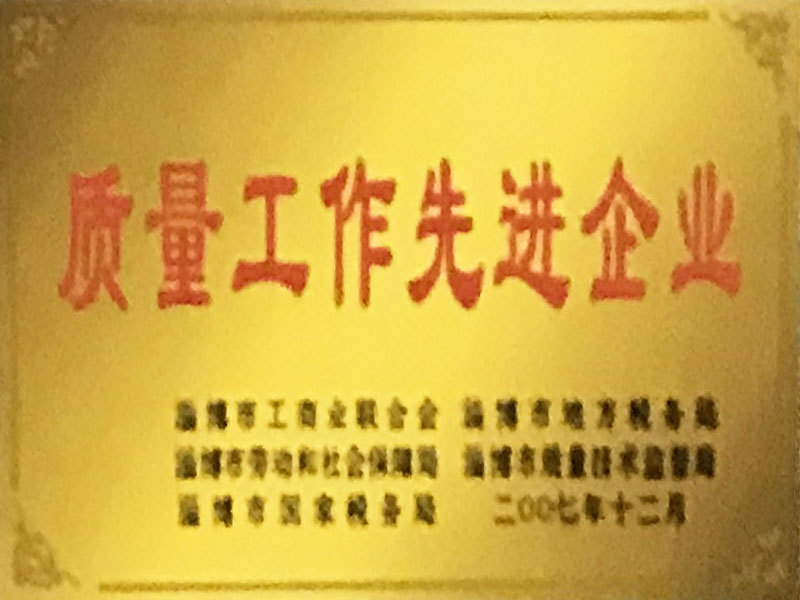 质量工作先进企业
淄博市工商业联合会 淄博市地方税务局
淄博市劳动和社会保障局 淄博市质量技术监督局
淄博市国家税务局 二〇〇七年十二月